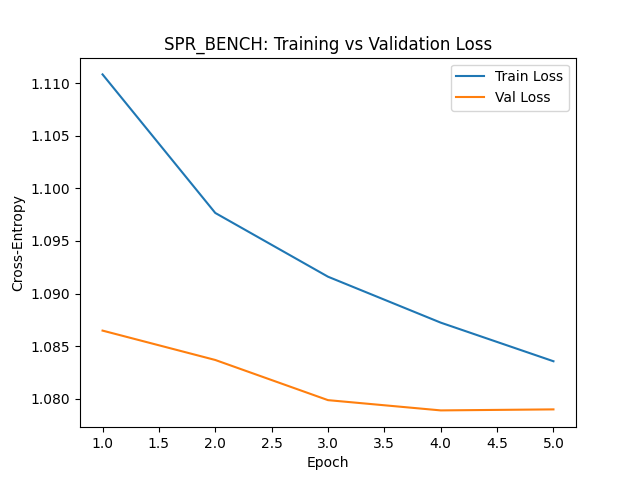 SPR_BENCH: Training vs Validation Loss
Train Loss
Val Loss
Cross-Entropy
1.110
1.105
1.100
1.095
1.090
1.085
1.080
1.0 1.5 2.0 2.5 3.0 3.5 4.0 4.5 5.0
Epoch